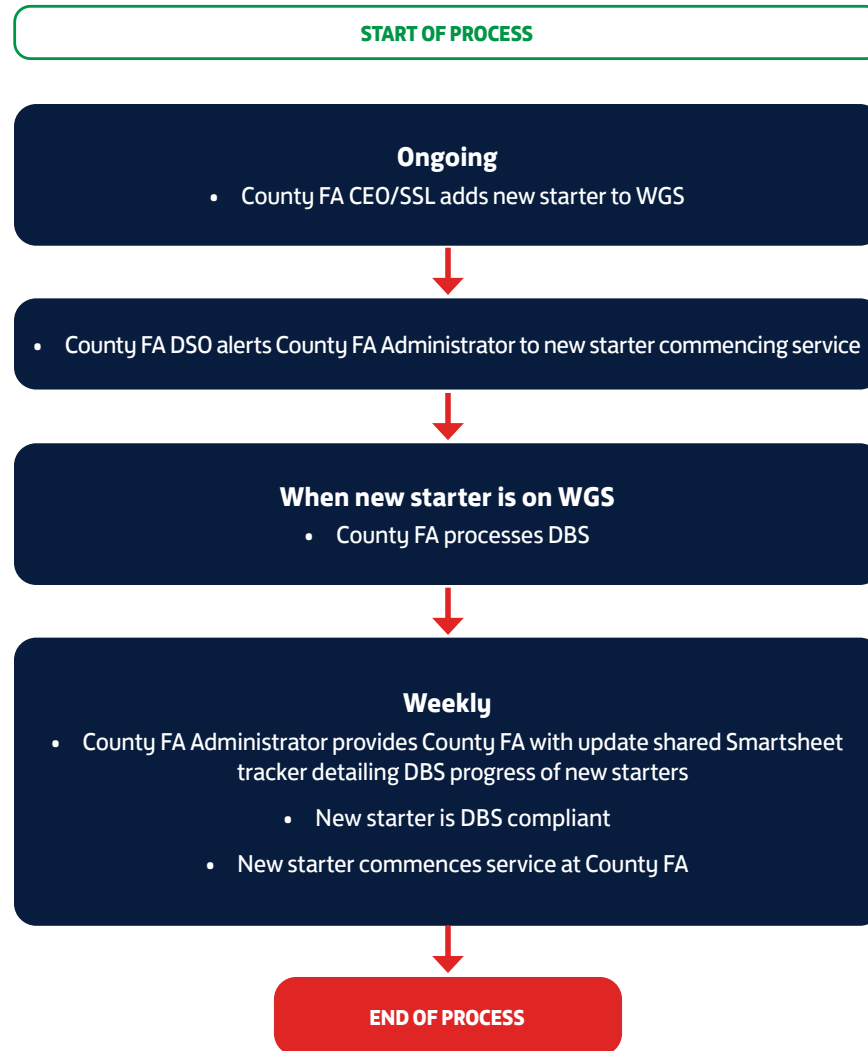 START OF PROCESS
Ongoing
• County FA CEO/SSL adds new starter to WGS
• County FA DSO alerts County FA Administrator to new starter commencing service
When new starter is on WGS
• County FA processes DBS
Weekly
• County FA Administrator provides County FA with update shared Smartsheet
tracker detailing DBS progress of new starters
• New starter is DBS compliant
• New starter commences service at County FA
END OF PROCESS